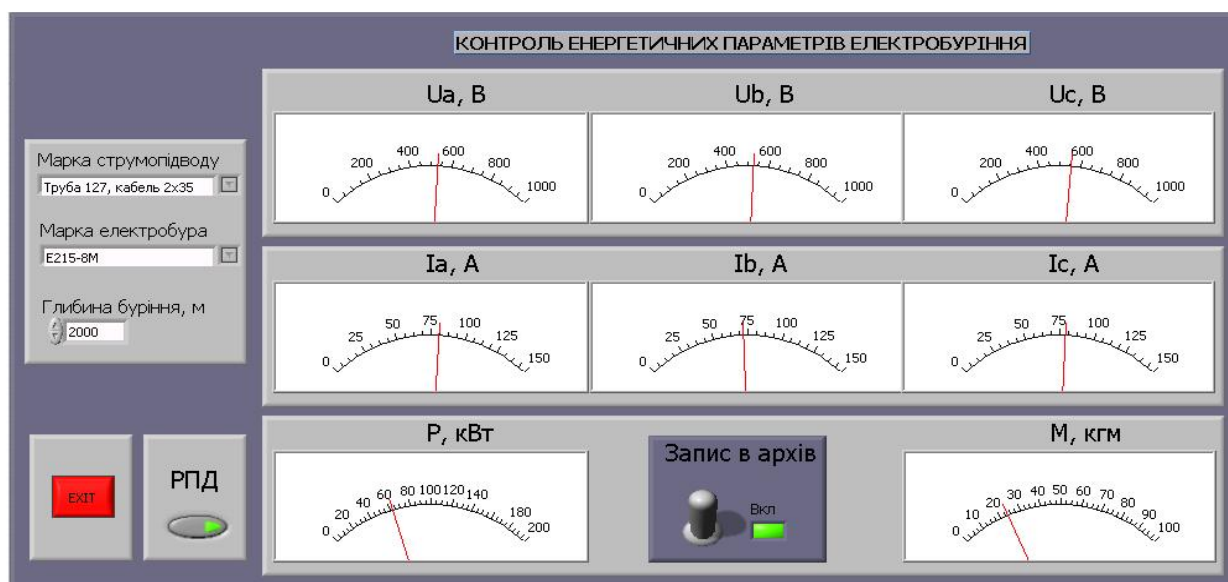 КОНТРОЛЬ ЕНЕРГЕТИЧНИХ ПАРАМЕТРІВ ЕЛЕКТРОБУРІННЯ
Ua, В
Ub, В
Uc, В
0 200 400 600 800 1000
0 200 400 600 800 1000
0 200 400 600 800 1000
Марка струмопідводу
Труба 127, кабель 2x35
Марка електробура
Е215-8М
Глибина буріння, м
2000
Ia, А
Ib, А
Ic, А
0 25 50 75 100 125 150
0 25 50 75 100 125 150
0 25 50 75 100 125 150
EXIT
РПД
P, кВт
0 20 40 60 80 100 120 140 180 200
Запис в архів
Вкл
М, кгм
0 10 20 30 40 50 60 70 80 90 100